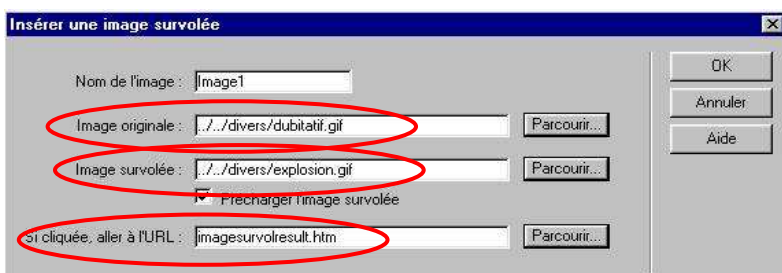 Insérer une image survolée
Nom de l'image : Image1
OK
Annuler
Image originale : ../../divers/dubitatif.gif Parcourir...
Aide
Image survolée : ../../divers/explosion.gif Parcourir...
Précharger l'image survolée
Si cliquée, aller à l'URL : imagesurvolresult.htm Parcourir...